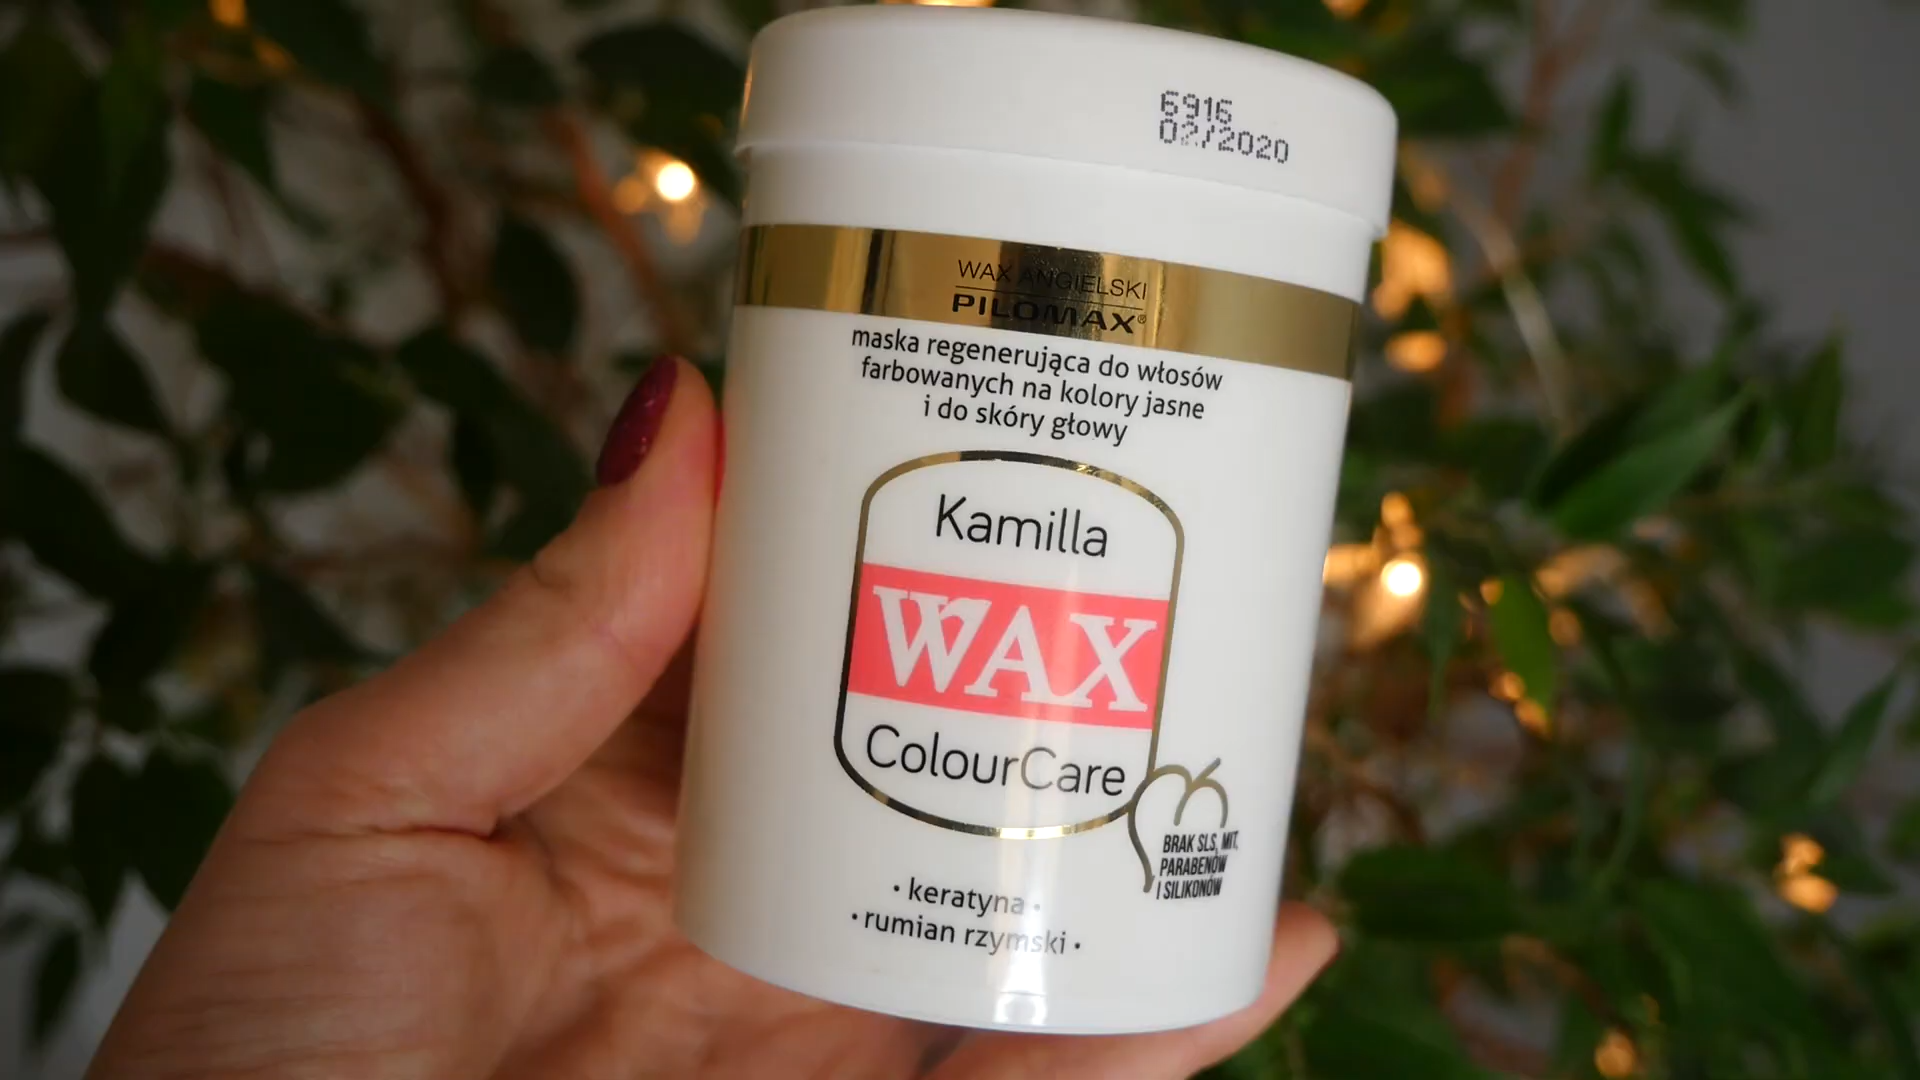 6916
02/2020
WAX ANGIELSKI
PILOMAX®
maska regenerująca do włosów
farbowanych na kolory jasne
i do skóry głowy
Kamilla
WAX
ColourCare
BRAK SLS, MIT,
PARABENÓW
I SILIKONÓW
• keratyna •
• rumian rzymski •